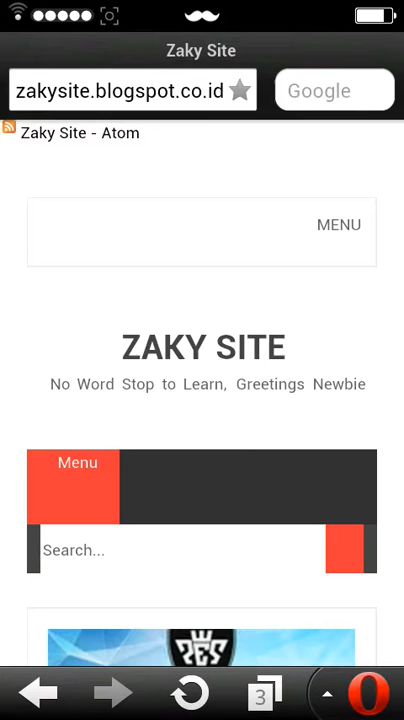 Zaky Site
zakysite.blogspot.co.id
Google
Zaky Site - Atom
MENU
ZAKY SITE
No Word Stop to Learn, Greetings Newbie
Menu
Search...
PES
3